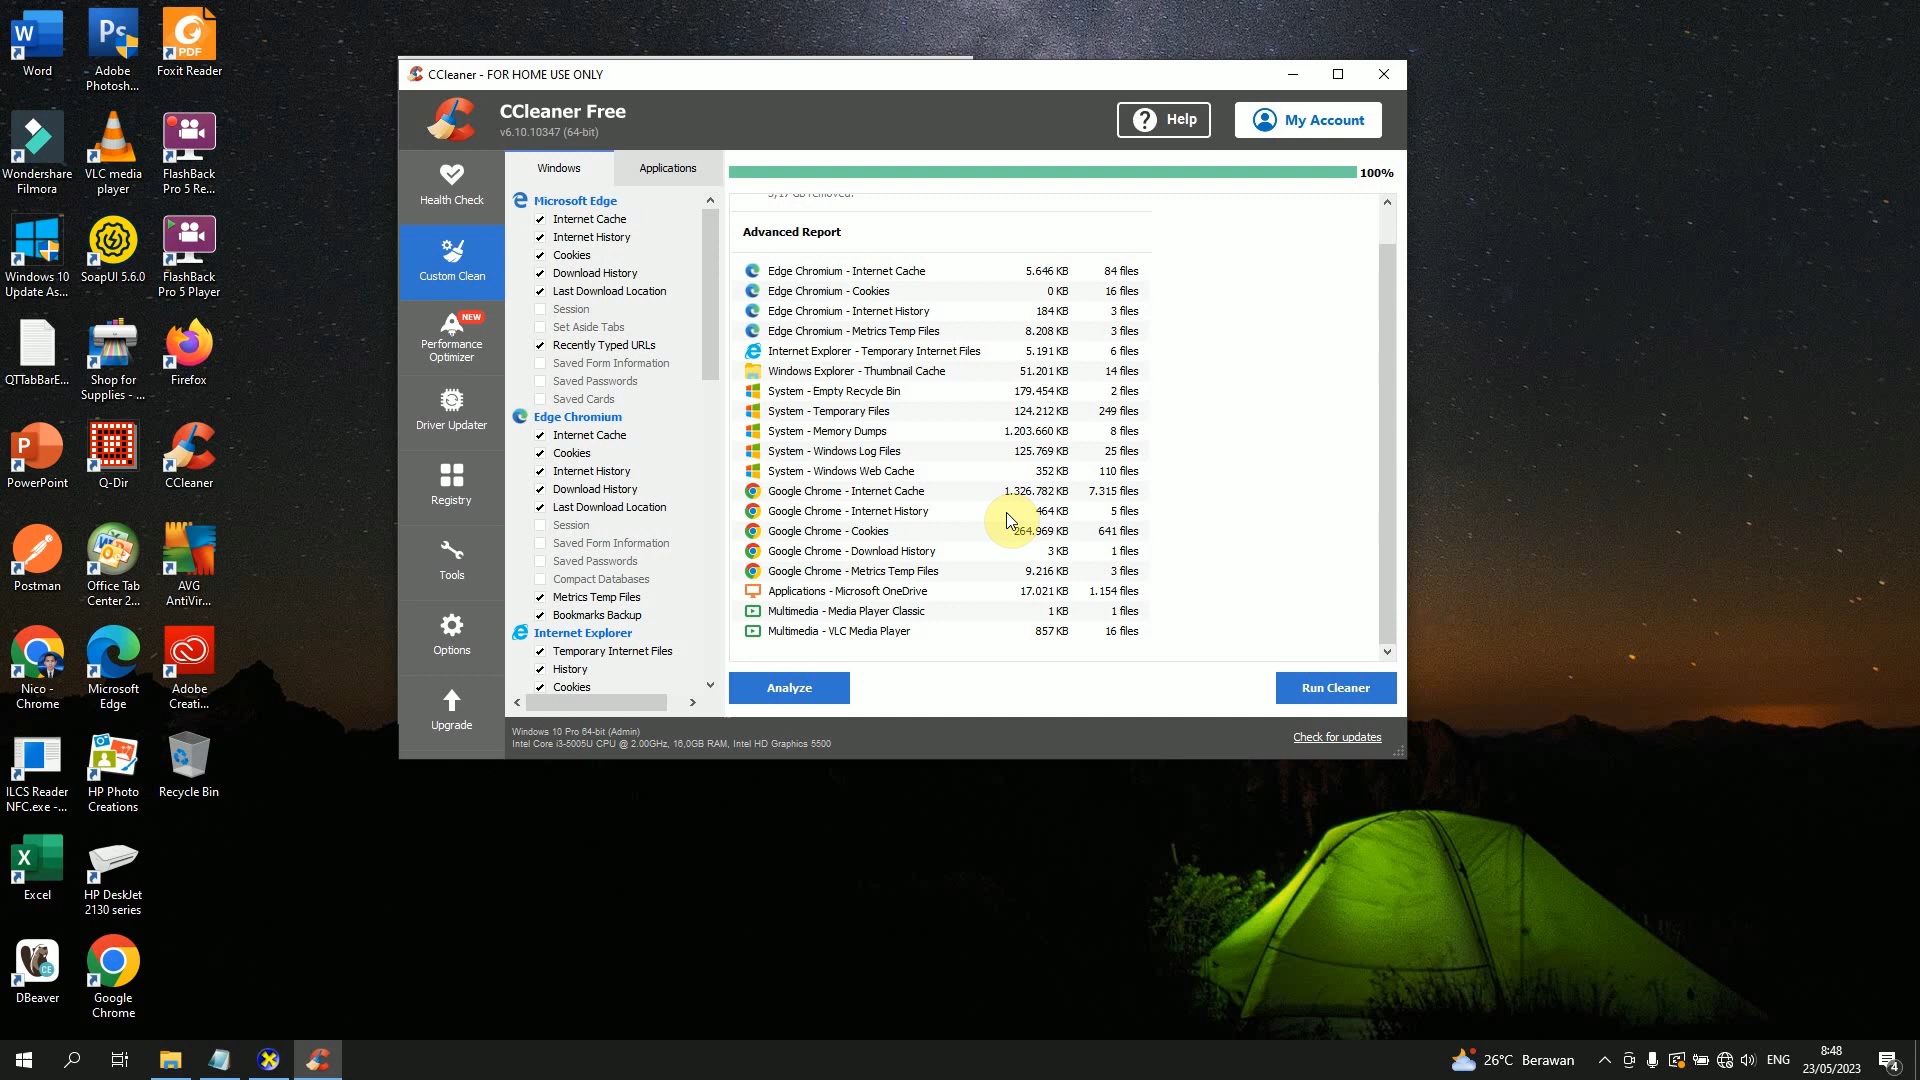 Word
Adobe
Photosh...
Foxit Reader
Wondershare
Filmora
VLC media
player
FlashBack
Pro 5 Re...
Windows 10
Update As...
SoapUI 5.6.0
FlashBack
Pro 5 Player
QTTabBarE...
Shop for
Supplies - ...
Firefox
PowerPoint
Q-Dir
CCleaner
Postman
Office Tab
Center 2...
AVG
AntiVir...
Nico -
Chrome
Microsoft
Edge
Adobe
Creati...
ILCS Reader
NFC.exe -...
HP Photo
Creations
Recycle Bin
Excel
HP DeskJet
2130 series
DBeaver
Google
Chrome
CCleaner - FOR HOME USE ONLY
CCleaner Free
v6.10.10347 (64-bit)
Help
My Account
Health Check
Custom Clean
NEW
Performance
Optimizer
Driver Updater
Registry
Tools
Options
Upgrade
Windows
Applications
Microsoft Edge
Internet Cache
Internet History
Cookies
Download History
Last Download Location
Session
Set Aside Tabs
Recently Typed URLs
Saved Form Information
Saved Passwords
Saved Cards
Edge Chromium
Internet Cache
Cookies
Internet History
Download History
Last Download Location
Session
Saved Form Information
Saved Passwords
Compact Databases
Metrics Temp Files
Bookmarks Backup
Internet Explorer
Temporary Internet Files
History
Cookies
100%
3,17 GB removed.
Advanced Report
Edge Chromium - Internet Cache 5.646 KB 84 files
Edge Chromium - Cookies 0 KB 16 files
Edge Chromium - Internet History 184 KB 3 files
Edge Chromium - Metrics Temp Files 8.208 KB 3 files
Internet Explorer - Temporary Internet Files 5.191 KB 6 files
Windows Explorer - Thumbnail Cache 51.201 KB 14 files
System - Empty Recycle Bin 179.454 KB 2 files
System - Temporary Files 124.212 KB 249 files
System - Memory Dumps 1.203.660 KB 8 files
System - Windows Log Files 125.769 KB 25 files
System - Windows Web Cache 352 KB 110 files
Google Chrome - Internet Cache 1.326.782 KB 7.315 files
Google Chrome - Internet History 464 KB 5 files
Google Chrome - Cookies 264.969 KB 641 files
Google Chrome - Download History 3 KB 1 files
Google Chrome - Metrics Temp Files 9.216 KB 3 files
Applications - Microsoft OneDrive 17.021 KB 1.154 files
Multimedia - Media Player Classic 1 KB 1 files
Multimedia - VLC Media Player 857 KB 16 files
Analyze
Run Cleaner
Windows 10 Pro 64-bit (Admin)
Intel Core i3-5005U CPU @ 2.00GHz, 16,0GB RAM, Intel HD Graphics 5500
Check for updates
26°C Berawan
ENG
8:48
23/05/2023
4